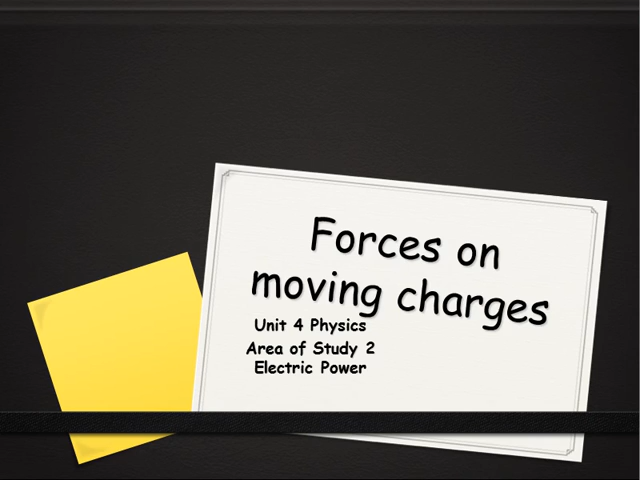 Forces on
moving charges
Unit 4 Physics
Area of Study 2
Electric Power